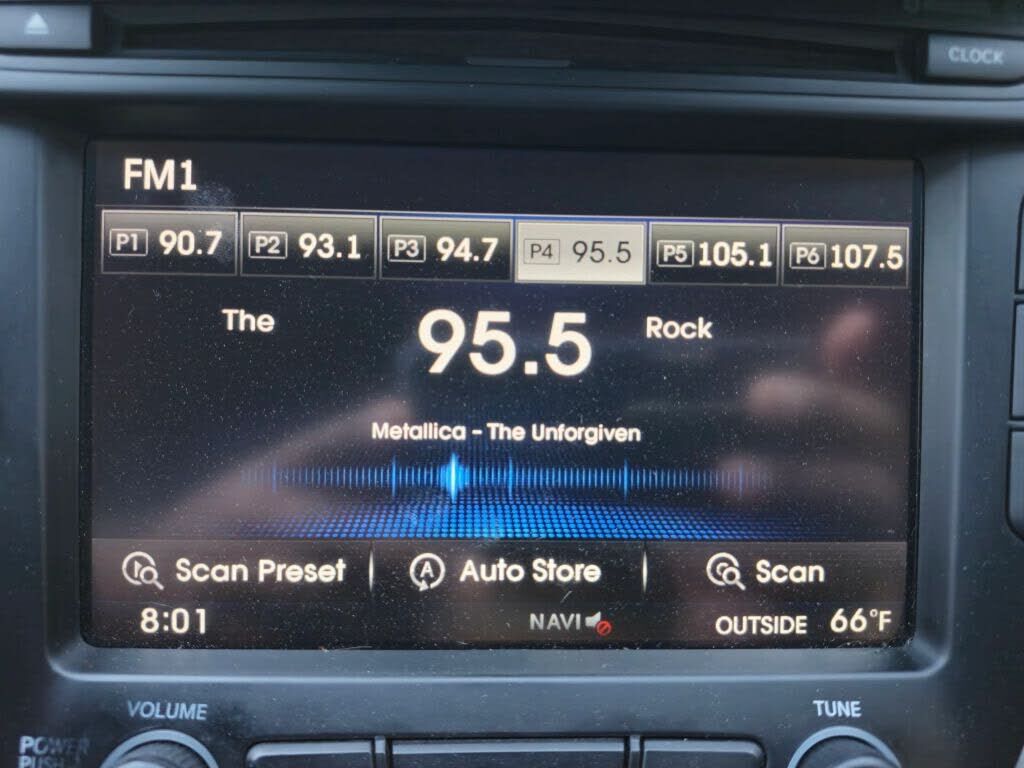 CLOCK
FM1
P1 90.7 P2 93.1 P3 94.7 P4 95.5 P5 105.1 P6 107.5
The 95.5 Rock
Metallica - The Unforgiven
Scan Preset A Auto Store Scan
8:01 NAVI OUTSIDE 66°F
VOLUME TUNE
POWER
PUSH